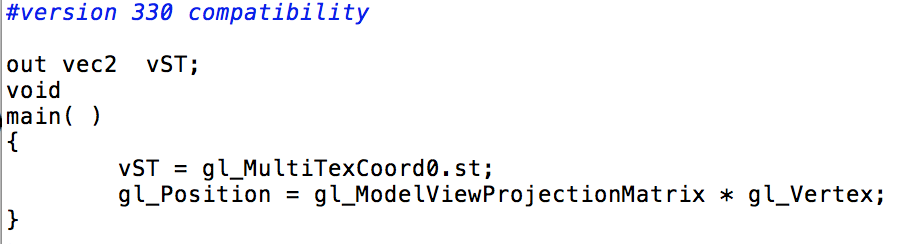 #version 330 compatibility
out vec2  vST;
void
main( )
{
        vST = gl_MultiTexCoord0.st;
        gl_Position = gl_ModelViewProjectionMatrix * gl_Vertex;
}